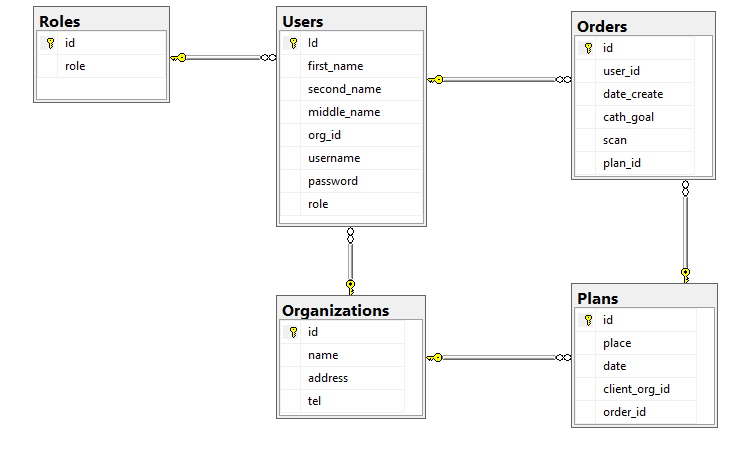 Roles
id
role
Users
Id
first_name
second_name
middle_name
org_id
username
password
role
Orders
id
user_id
date_create
cath_goal
scan
plan_id
Organizations
id
name
address
tel
Plans
id
place
date
client_org_id
order_id